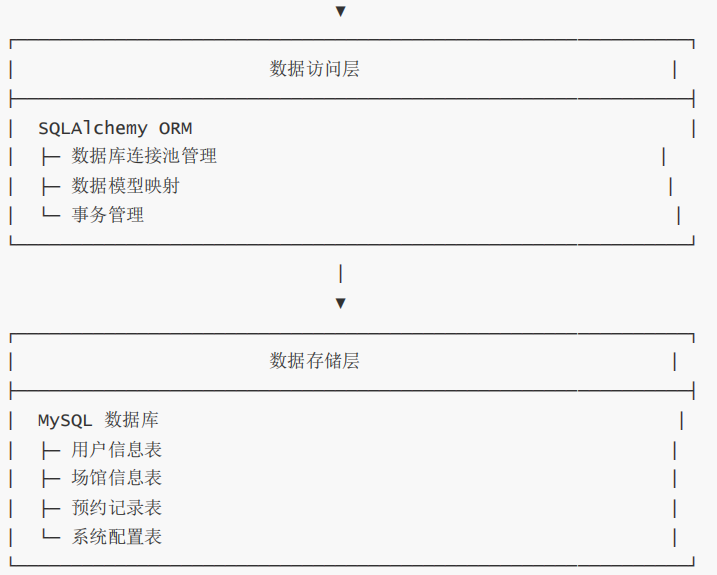 数据访问层
SQLAlchemy ORM
├─ 数据库连接池管理
├─ 数据模型映射
└─ 事务管理
数据存储层
MySQL 数据库
├─ 用户信息表
├─ 场馆信息表
├─ 预约记录表
└─ 系统配置表